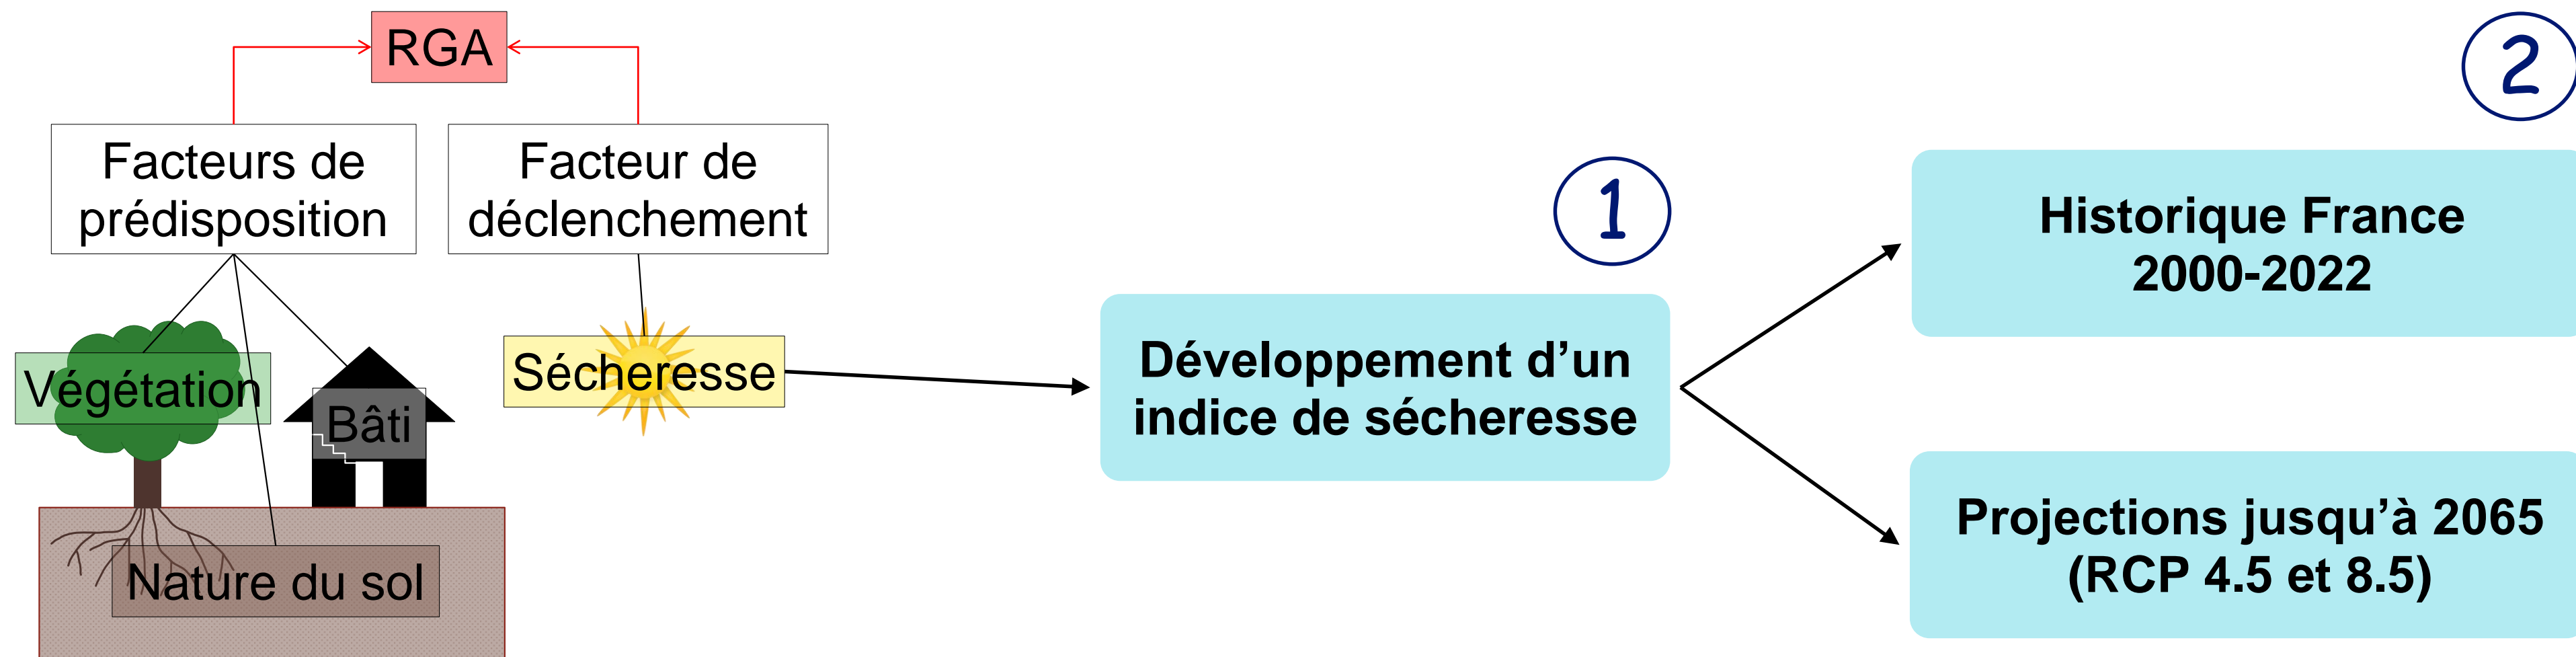 RGA
Facteurs de
prédisposition
Facteur de
déclenchement
Végétation
Bâti
Nature du sol
Sécheresse
1
Développement d’un
indice de sécheresse
2
Historique France
2000-2022
Projections jusqu’à 2065
(RCP 4.5 et 8.5)